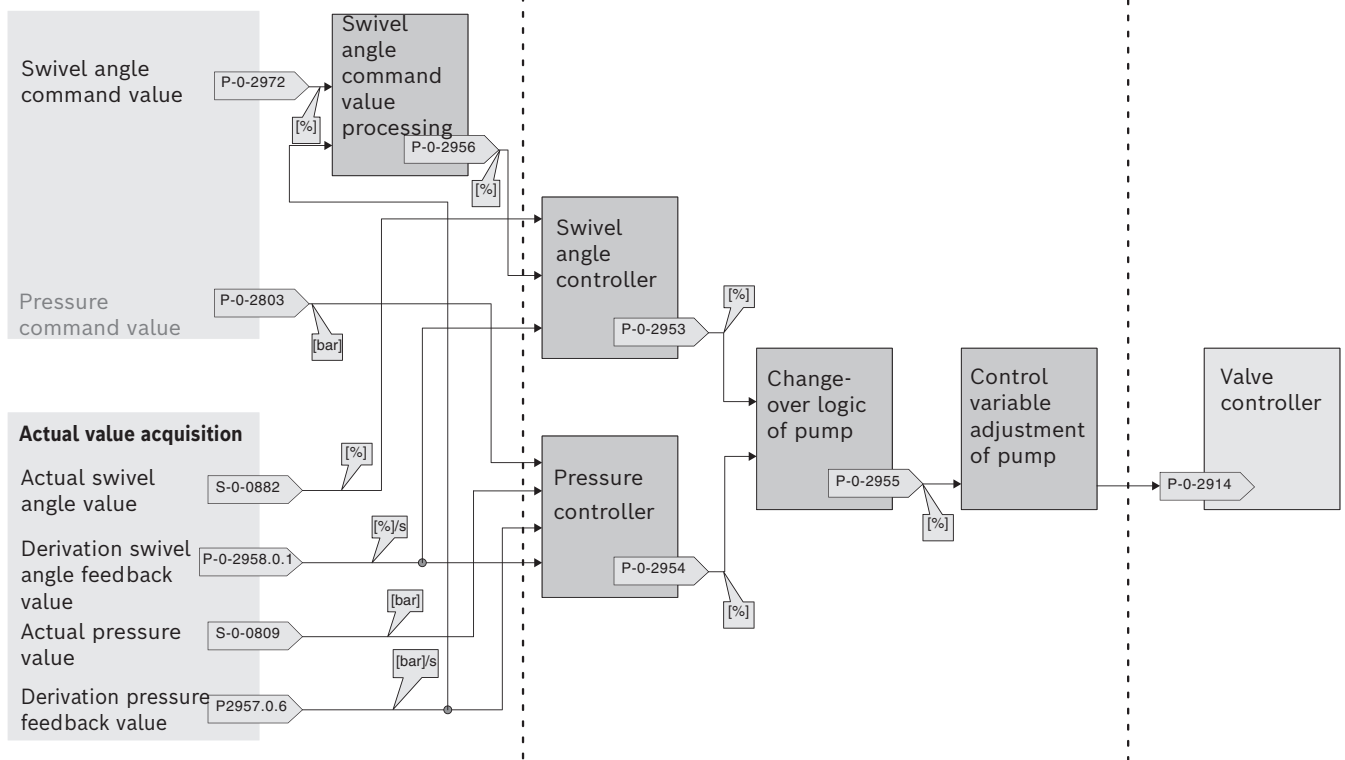 Swivel angle
command value
P-0-2972
[%]
Swivel
angle
command
value
processing
P-0-2956
[%]
Pressure
command value
P-0-2803
[bar]
Swivel
angle
controller
P-0-2953
[%]
Change-
over logic
of pump
P-0-2955
[%]
Control
variable
adjustment
of pump
Valve
controller
P-0-2914
Actual value acquisition
Actual swivel
angle value
S-0-0882
[%]
Derivation swivel
angle feedback
value
P-0-2958.0.1
[%]/s
Actual pressure
value
S-0-0809
[bar]
Derivation pressure
feedback value
P2957.0.6
[bar]/s
Pressure
controller
P-0-2954
[%]